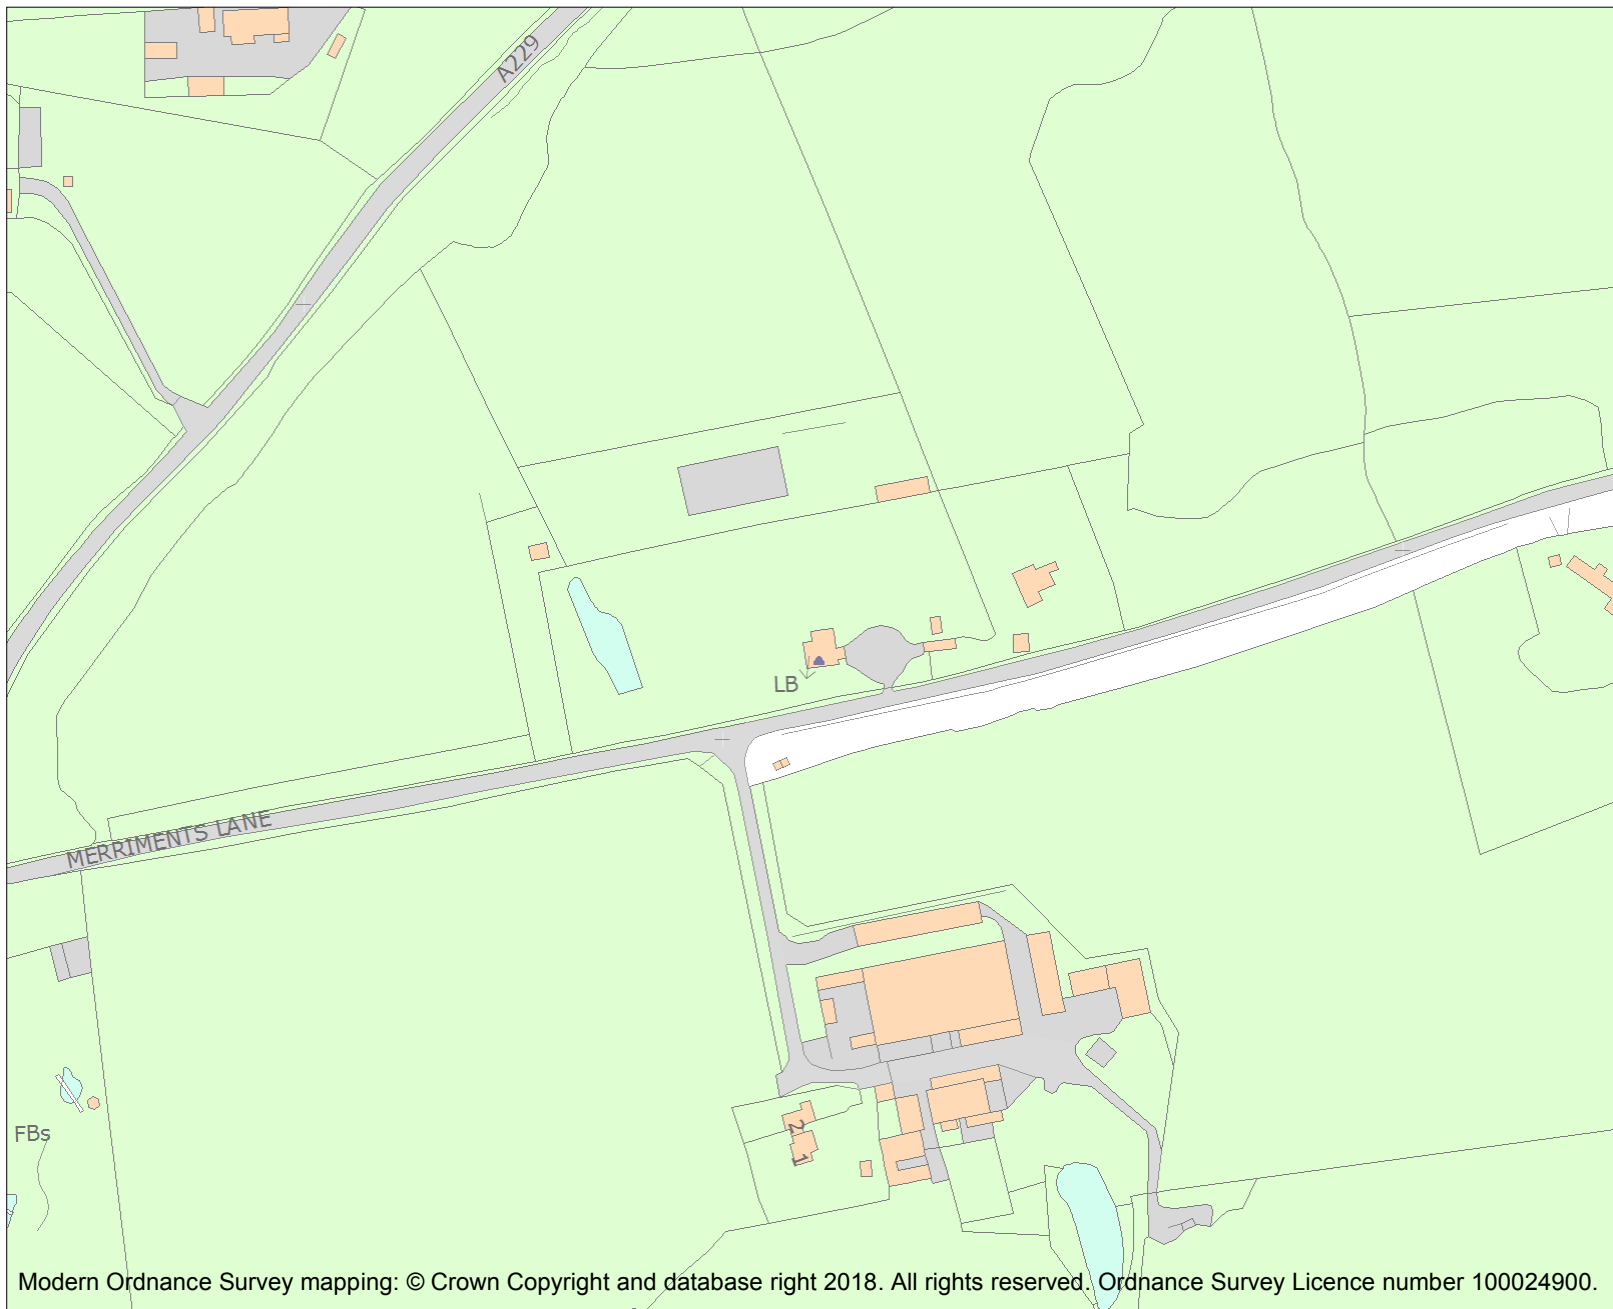 A229
LB
MERRIMENTS LANE
FBs
2
1
Modern Ordnance Survey mapping: © Crown Copyright and database right 2018. All rights reserved. Ordnance Survey Licence number 100024900.